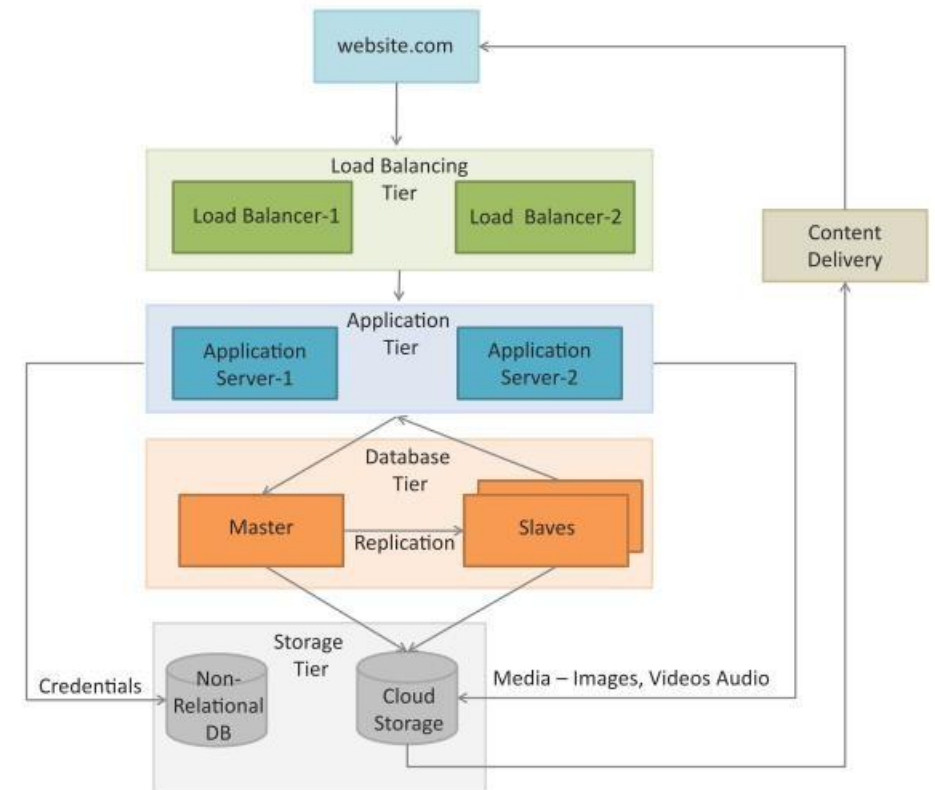 website.com
Load Balancing
Tier
Load Balancer-1
Load Balancer-2
Content
Delivery
Application
Tier
Application
Server-1
Application
Server-2
Database
Tier
Master
Replication
Slaves
Storage
Tier
Credentials
Non-
Relational
DB
Cloud
Storage
Media – Images, Videos Audio